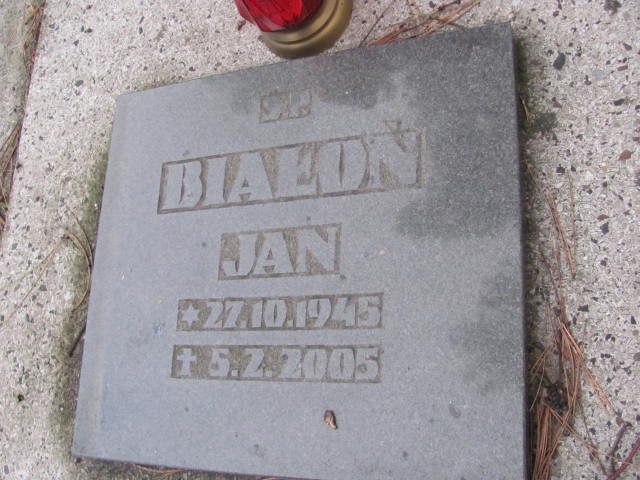 Ś.P.
BIAŁOŃ
JAN
★27.10.1945
✝5.2.2005